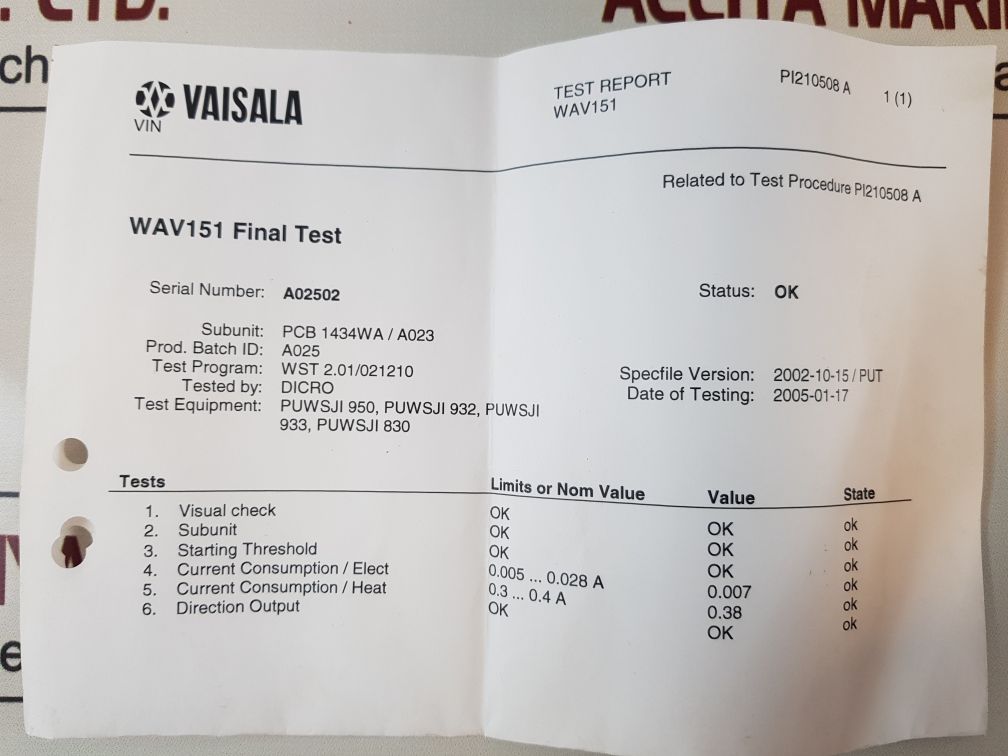 . LTD.
ACCITA MARI
ch
VAISALA
VIN
TEST REPORT
WAV151
PI210508 A
1 (1)
Related to Test Procedure PI210508 A
WAV151 Final Test
Serial Number: A02502
Status: OK
Subunit: PCB 1434WA / A023
Prod. Batch ID: A025
Test Program: WST 2.01/021210
Specfile Version: 2002-10-15 / PUT
Tested by: DICRO
Date of Testing: 2005-01-17
Test Equipment: PUWSJI 950, PUWSJI 932, PUWSJI
933, PUWSJI 830
Tests Limits or Nom Value Value State
1. Visual check OK OK ok
2. Subunit OK OK ok
3. Starting Threshold OK OK ok
4. Current Consumption / Elect 0.005 ... 0.028 A 0.007 ok
5. Current Consumption / Heat 0.3 ... 0.4 A 0.38 ok
6. Direction Output OK OK ok